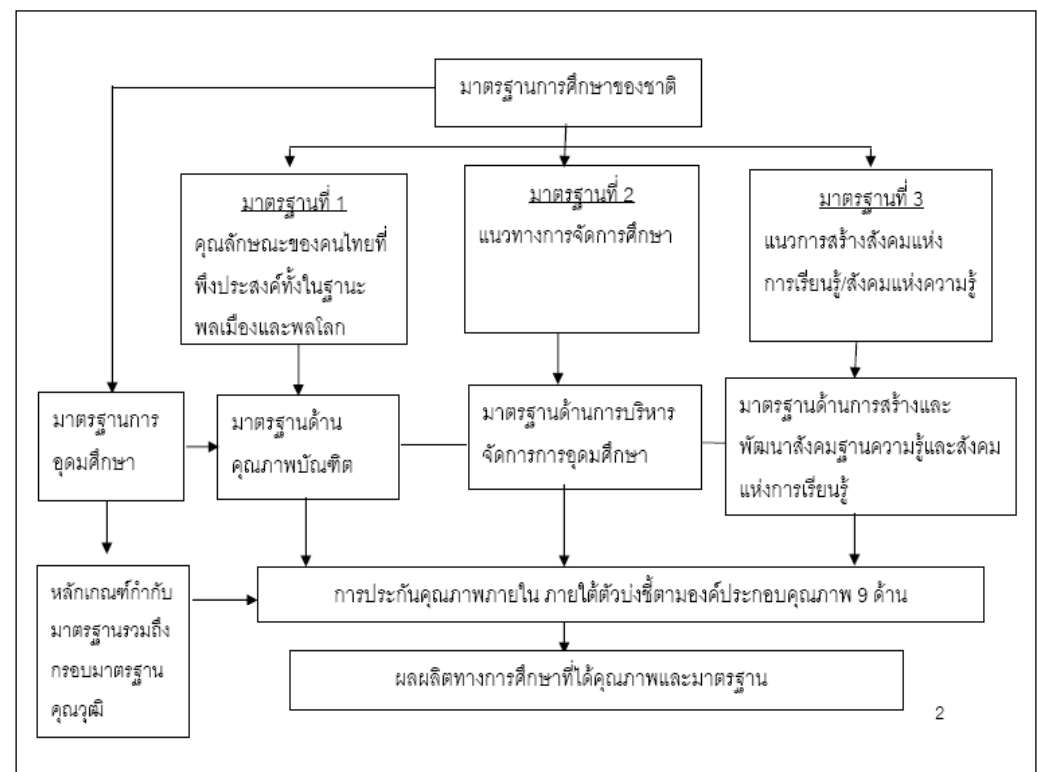 มาตรฐานการศึกษาของชาติ
มาตรฐานที่ 1
คุณลักษณะของคนไทยที่
พึงประสงค์ทั้งในฐานะ
พลเมืองและพลโลก
มาตรฐานที่ 2
แนวทางการจัดการศึกษา
มาตรฐานที่ 3
แนวการสร้างสังคมแห่ง
การเรียนรู้/สังคมแห่งความรู้
มาตรฐานการ
อุดมศึกษา
มาตรฐานด้าน
คุณภาพบัณฑิต
มาตรฐานด้านการบริหาร
จัดการการอุดมศึกษา
มาตรฐานด้านการสร้างและ
พัฒนาสังคมฐานความรู้และสังคม
แห่งการเรียนรู้
หลักเกณฑ์กำกับ
มาตรฐานรวมถึง
กรอบมาตรฐาน
คุณวุฒิ
การประกันคุณภาพภายใน ภายใต้ตัวบ่งชี้ตามองค์ประกอบคุณภาพ 9 ด้าน
ผลผลิตทางการศึกษาที่ได้คุณภาพและมาตรฐาน
2